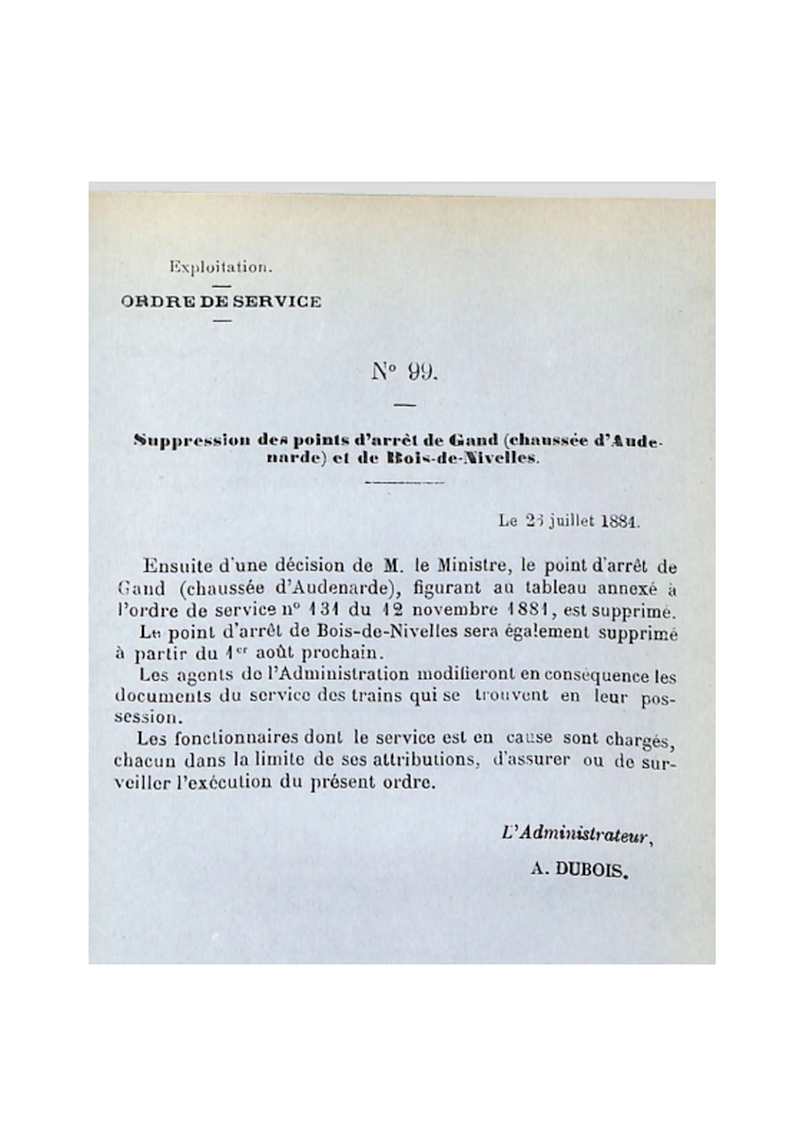 Exploitation.
ORDRE DE SERVICE
Nº 99.
Suppression des points d'arrêt de Gand (chaussée d'Aude-
narde) et de Bois-de-Nivelles.
Le juillet 1884.
Ensuite d'une décision de M. le Ministre, le point d'arrêt de
Gand (chaussée d'Audenarde), figurant au tableau annexé à
l'ordre de service nº 131 du 12 novembre 1881, est supprimé.
Le point d'arrêt de Bois-de-Nivelles sera également supprimé
à partir du 1er août prochain.
Les agents de l'Administration modifieront en conséquence les
documents du service des trains qui se trouvent en leur pos-
session.
Les fonctionnaires dont le service est en cause sont chargés,
chacun dans la limite de ses attributions, d'assurer ou de sur-
veiller l'exécution du présent ordre.
L'Administrateur,
A. DUBOIS.